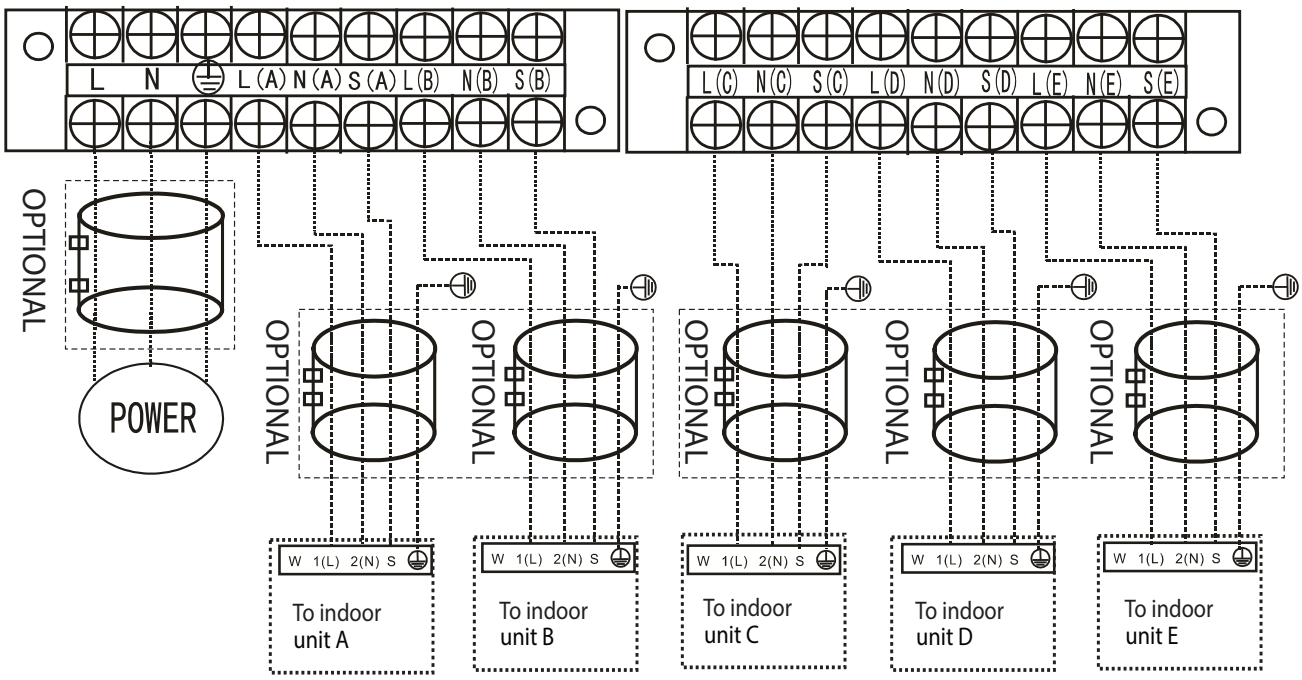 L N L(A) N(A) S(A) L(B) N(B) S(B)
L(C) N(C) S(C) L(D) N(D) S(D) L(E) N(E) S(E)
OPTIONAL
POWER
OPTIONAL
OPTIONAL
OPTIONAL
OPTIONAL
OPTIONAL
W 1(L) 2(N) S
To indoor
unit A
W 1(L) 2(N) S
To indoor
unit B
W 1(L) 2(N) S
To indoor
unit C
W 1(L) 2(N) S
To indoor
unit D
W 1(L) 2(N) S
To indoor
unit E